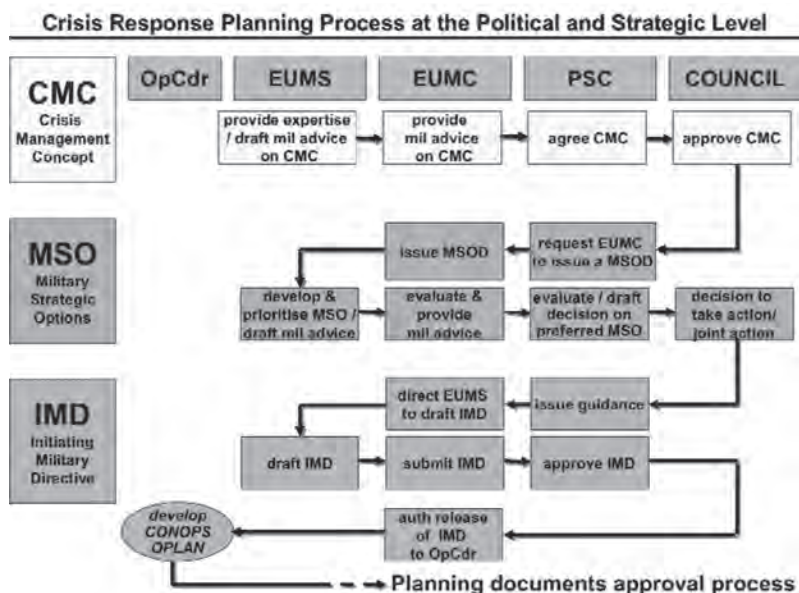 Crisis Response Planning Process at the Political and Strategic Level
CMC
Crisis
Management
Concept
OpCdr
EUMS
EUMC
PSC
COUNCIL
provide expertise
/ draft mil advice
on CMC
provide
mil advice
on CMC
agree CMC
approve CMC
MSO
Military
Strategic
Options
issue MSOD
request EUMC
to issue a MSOD
develop &
prioritise MSO /
draft mil advice
evaluate &
provide
mil advice
evaluate / draft
decision on
preferred MSO
decision to
take action/
joint action
IMD
Initiating
Military
Directive
direct EUMS
to draft IMD
issue guidance
draft IMD
submit IMD
approve IMD
develop
CONOPS
OPLAN
auth release
of IMD
to OpCdr
Planning documents approval process